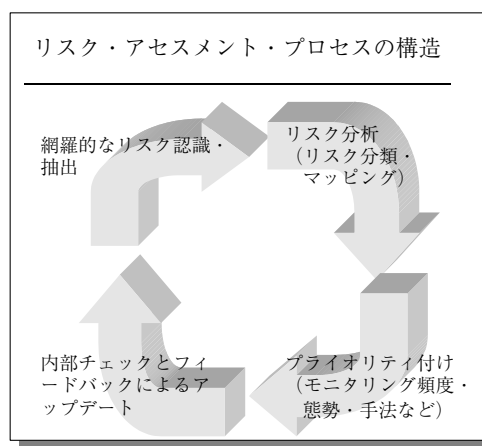 リスク・アセスメント・プロセスの構造
網羅的なリスク認識・
抽出
リスク分析
（リスク分類・
マッピング）
プライオリティ付け
（モニタリング頻度・
態勢・手法など）
内部チェックとフィ
ードバックによるア
ップデート